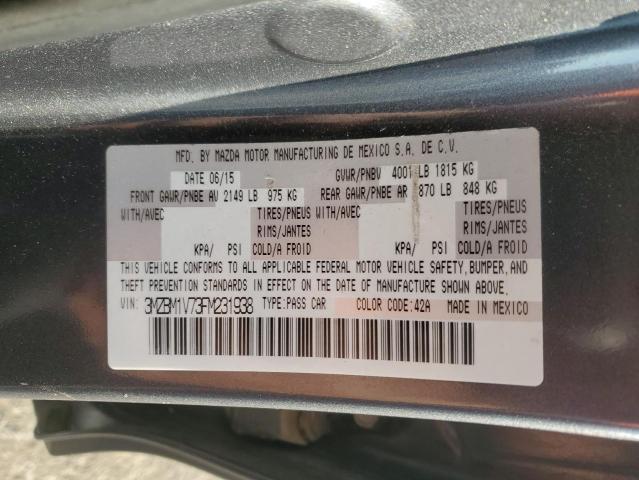 MFD. BY MAZDA MOTOR MANUFACTURING DE MEXICO S.A. DE C.V.
DATE 06/15 GVWR/PNBV 4001 LB 1815 KG
FRONT GAWR/PNBE AV 2149 LB 975 KG REAR GAWR/PNBE AR 870 LB 848 KG
WITH/AVEC TIRES/PNEUS WITH/AVEC TIRES/PNEUS
RIMS/JANTES RIMS/JANTES
KPA/ PSI COLD/A FROID KPA/ PSI COLD/A FROID
THIS VEHICLE CONFORMS TO ALL APPLICABLE FEDERAL MOTOR VEHICLE SAFETY, BUMPER, AND
THEFT PREVENTION STANDARDS IN EFFECT ON THE DATE OF MANUFACTURE SHOWN ABOVE.
VIN: 3MZBM1V73FM231938 TYPE:PASS CAR COLOR CODE:42A MADE IN MEXICO